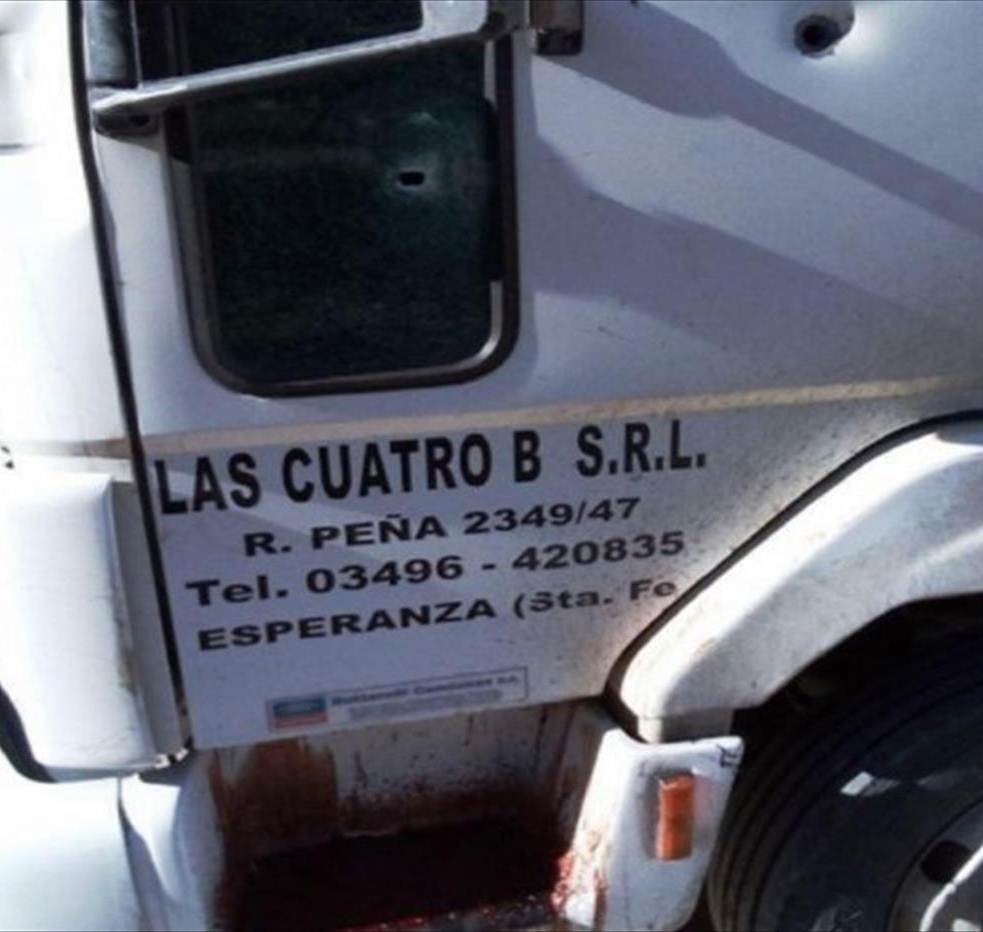 LAS CUATRO B S.R.L.
R. PEÑA 2349/47
Tel. 03496 - 420835
ESPERANZA (Sta. Fe